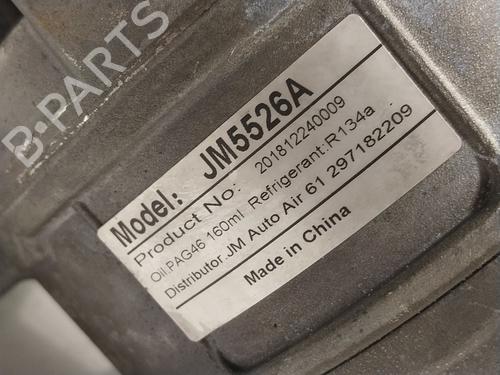 B-PARTS
Model: JM5526A
Product No: 201812240009
Oil.PAG46 160ml ,Refrigerant:R134a
Distributor JM Auto Air 61 297182209
Made in China